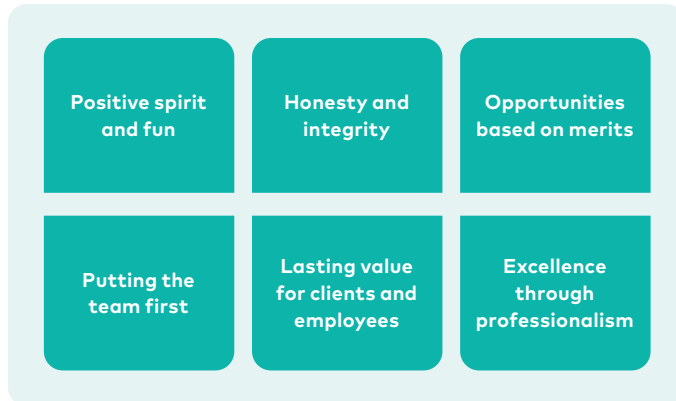 Positive spirit
and fun
Honesty and
integrity
Opportunities
based on merits
Putting the
team first
Lasting value
for clients and
employees
Excellence
through
professionalism